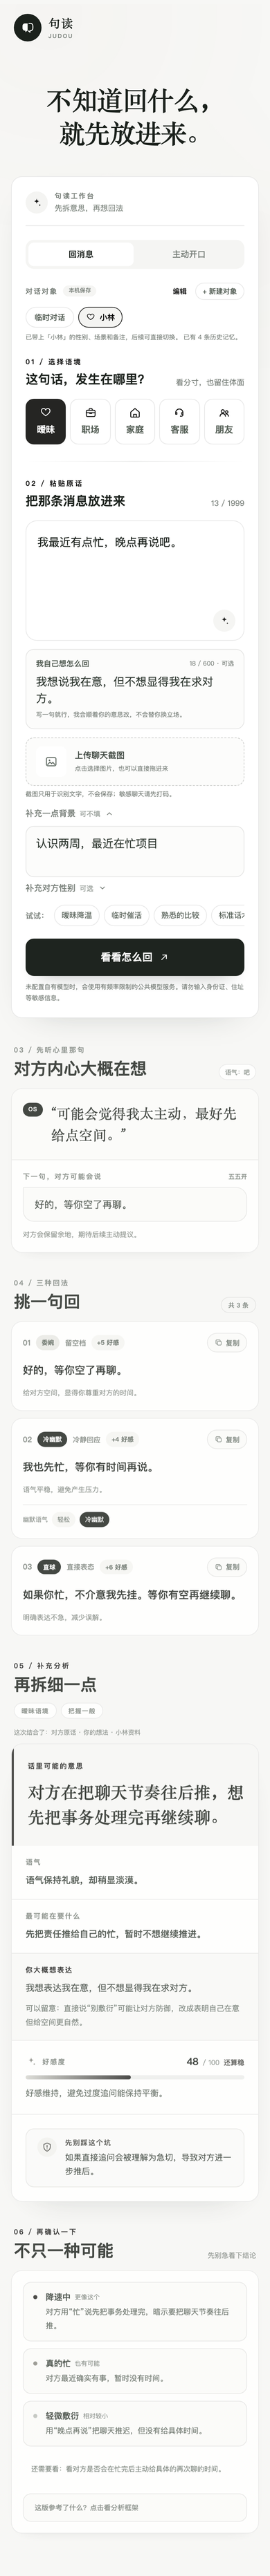 句读
JUDOU
不知道回什么，
就先放进来。
句读工作台
先拆意思，再想回法
回消息
主动开口
对话对象
本机保存
编辑
+ 新建对象
临时对话
小林
已带上「小林」的性别、场景和备注，后续可直接切换。 已有 4 条历史记忆。
01 / 选择语境
这句话，发生在哪里？
看分寸，也留住体面
暧昧
职场
家庭
客服
朋友
02 / 粘贴原话
把那条消息放进来
13 / 1999
我最近有点忙，晚点再说吧。
我自己想怎么回
18 / 600 · 可选
我想说我在意，但不想显得我在求对
方。
写一句就行，我会顺着你的意思改，不会替你换立场。
上传聊天截图
点击选择图片，也可以直接拖进来
截图只用于识别文字，不会保存；敏感聊天请先打码。
补充一点背景 可不填
认识两周，最近在忙项目
补充对方性别 可选
试试：
暧昧降温
临时催活
熟悉的比较
标准话
看看怎么回
未配置自有模型时，会使用有频率限制的公共模型服务。请勿输入身份证、住址
等敏感信息。
03 / 先听心里那句
对方内心大概在想
语气：吧
OS
“可能会觉得我太主动，最好先
给点空间。”
下一句，对方可能会说
五五开
好的，等你空了再聊。
对方会保留余地，期待后续主动提议。
04 / 三种回法
挑一句回
共 3 条
01
委婉
留空档
+5 好感
复制
好的，等你空了再聊。
给对方空间，显得你尊重对方的时间。
02
冷幽默
冷静回应
+4 好感
复制
我也先忙，等你有时间再说。
语气平稳，避免产生压力。
幽默语气
轻松
冷幽默
03
直球
直接表态
+6 好感
复制
如果你忙，不介意我先挂。等你有空再继续聊。
明确表达不急，减少误解。
05 / 补充分析
再拆细一点
暧昧语境
把握一般
这次结合了：对方原话 · 你的想法 · 小林资料
话里可能的意思
对方在把聊天节奏往后推，想
先把事务处理完再继续聊。
语气
语气保持礼貌，却稍显淡漠。
最可能在要什么
先把责任推给自己的忙，暂时不想继续推进。
你大概想表达
我想表达我在意，但不想显得我在求对方。
可以留意：直接说“别敷衍”可能让对方防御，改成表明自己在意
但给空间更自然。
好感度
48 / 100 还算稳
好感维持，避免过度追问能保持平衡。
先别踩这个坑
如果直接追问会被理解为急切，导致对方进一
步推后。
06 / 再确认一下
不只一种可能
先别急着下结论
降速中 更像这个
对方用“忙”说先把事务处理完，暗示要把聊天节奏往后
推。
真的忙 也有可能
对方最近确实有事，暂时没有时间。
轻微敷衍 相对较小
用“晚点再说”把聊天推迟，但没有给具体时间。
还需要看：看对方是否会在忙完后主动给具体的再次聊的时间。
这版参考了什么？点击看分析框架